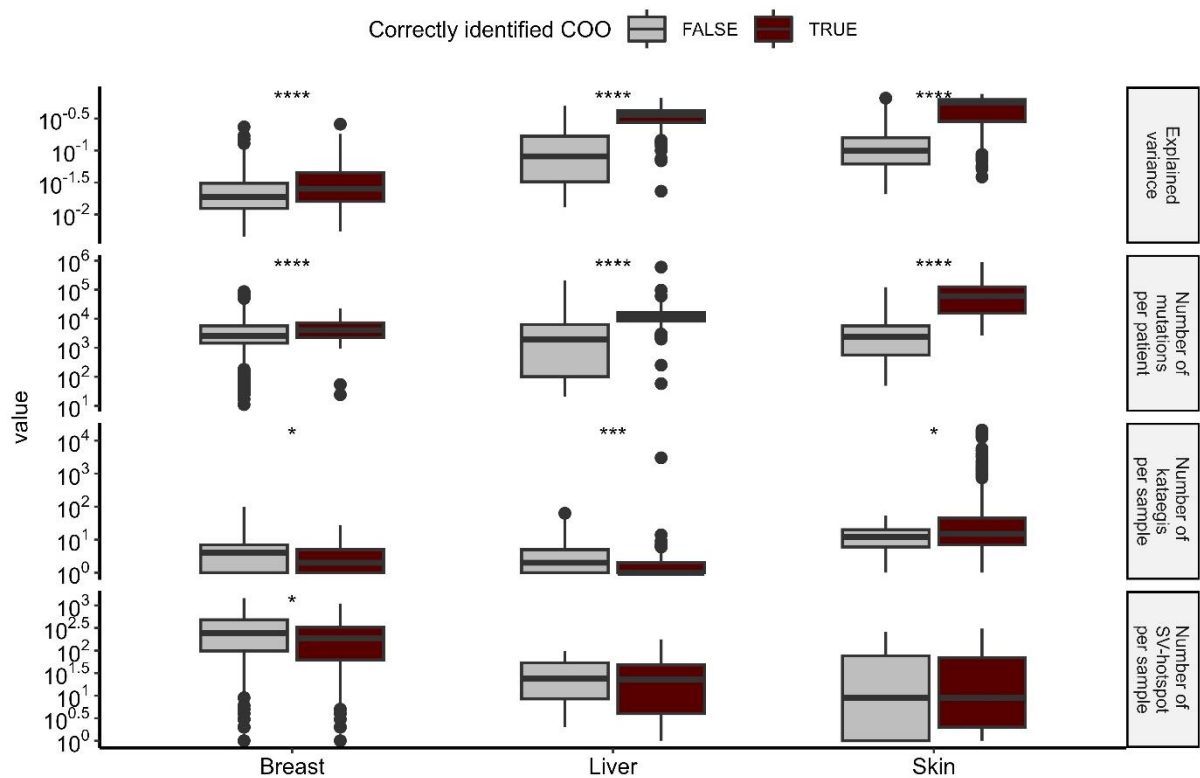 Correctly identified COO FALSE TRUE
value
10^-0.5
10^-1
10^-1.5
10^-2
****
****
****
Explained
variance
10^6
10^5
10^4
10^3
10^2
10^1
****
****
****
Number of
mutations
per patient
10^4
10^3
10^2
10^1
10^0
*
***
*
Number of
kataegis
per sample
10^3
10^2.5
10^2
10^1.5
10^1
10^0.5
10^0
*
Number of
SV-hotspot
per sample
Breast Liver Skin